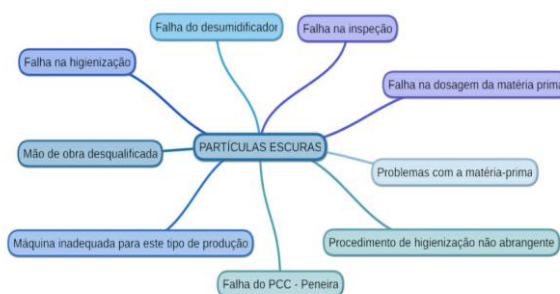 Falha do desumidificador
Falha na inspeção
Falha na higienização
Falha na dosagem da matéria prima
PARTÍCULAS ESCURAS
Mão de obra desqualificada
Problemas com a matéria-prima
Máquina inadequada para este tipo de produção
Procedimento de higienização não abrangente
Falha do PCC - Peneira